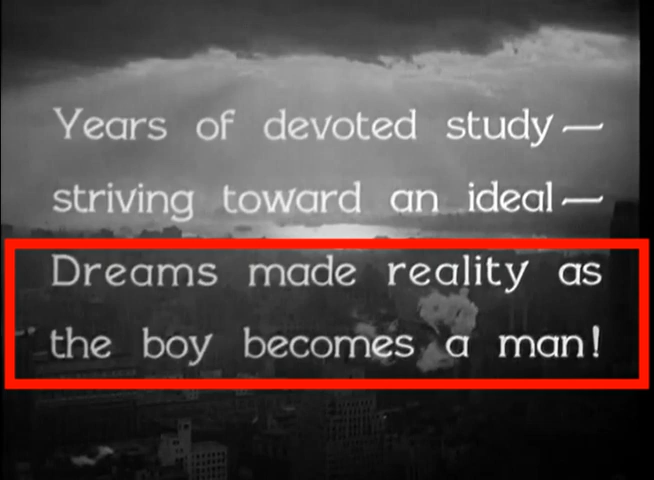 Years of devoted study—
striving toward an ideal—
Dreams made reality as
the boy becomes a man!